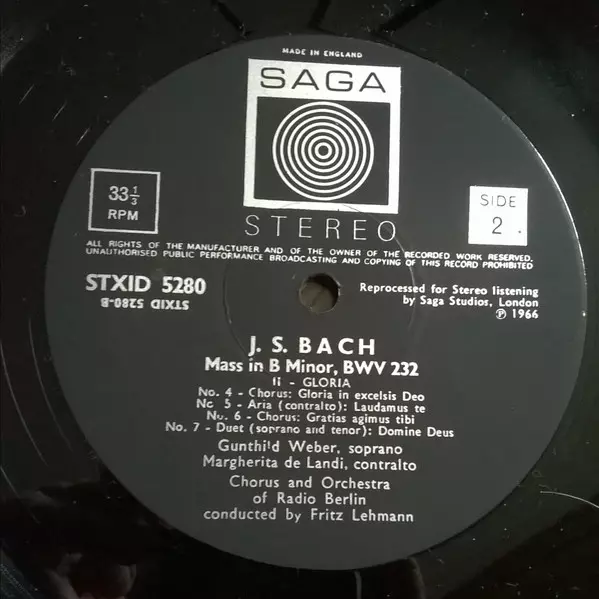 MADE IN ENGLAND
SAGA
33⅓
RPM
SIDE
2
STEREO
ALL RIGHTS OF THE MANUFACTURER AND OF THE OWNER OF THE RECORDED WORK RESERVED.
UNAUTHORISED PUBLIC PERFORMANCE BROADCASTING AND COPYING OF THIS RECORD PROHIBITED
STXID 5280
STXID 5280-B
Reprocessed for Stereo listening
by Saga Studios, London
℗ 1966
J. S. BACH
Mass in B Minor, BWV 232
II - GLORIA
No. 4 - Chorus: Gloria in excelsis Deo
No 5 - Aria (contralto): Laudamus te
No. 6 - Chorus: Gratias agimus tibi
No. 7 - Duet (soprano and tenor): Domine Deus
Gunthild Weber, soprano
Margherita de Landi, contralto
Chorus and Orchestra
of Radio Berlin
conducted by Fritz Lehmann